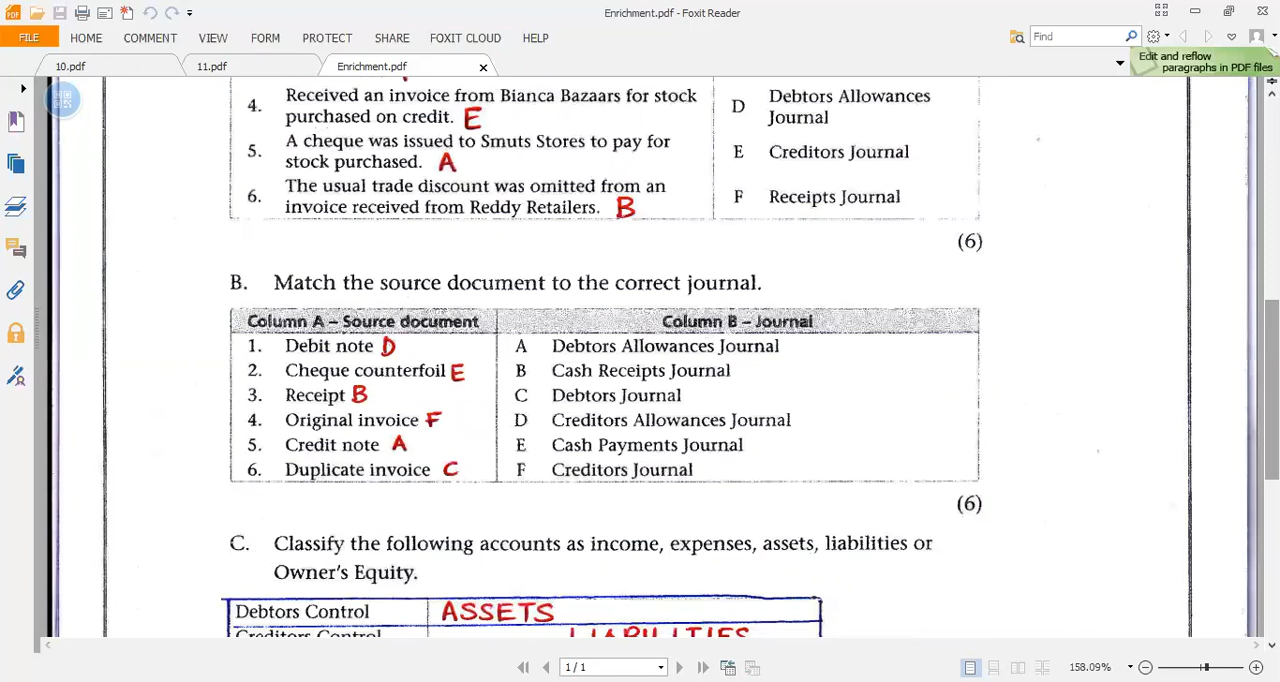 Enrichment.pdf - Foxit Reader
FILE HOME COMMENT VIEW FORM PROTECT SHARE FOXIT CLOUD HELP Find
10.pdf 11.pdf Enrichment.pdf
Edit and reflow
paragraphs in PDF files
4. Received an invoice from Bianca Bazaars for stock
purchased on credit. E
D Debtors Allowances
Journal
5. A cheque was issued to Smuts Stores to pay for
stock purchased. A
E Creditors Journal
6. The usual trade discount was omitted from an
invoice received from Reddy Retailers. B
F Receipts Journal
(6)
B. Match the source document to the correct journal.
Column A – Source document Column B – Journal
1. Debit note D A Debtors Allowances Journal
2. Cheque counterfoil E B Cash Receipts Journal
3. Receipt B C Debtors Journal
4. Original invoice F D Creditors Allowances Journal
5. Credit note A E Cash Payments Journal
6. Duplicate invoice C F Creditors Journal
(6)
C. Classify the following accounts as income, expenses, assets, liabilities or
Owner's Equity.
Debtors Control ASSETS
Creditors Control LIABILITIES
1 / 1 158.09%